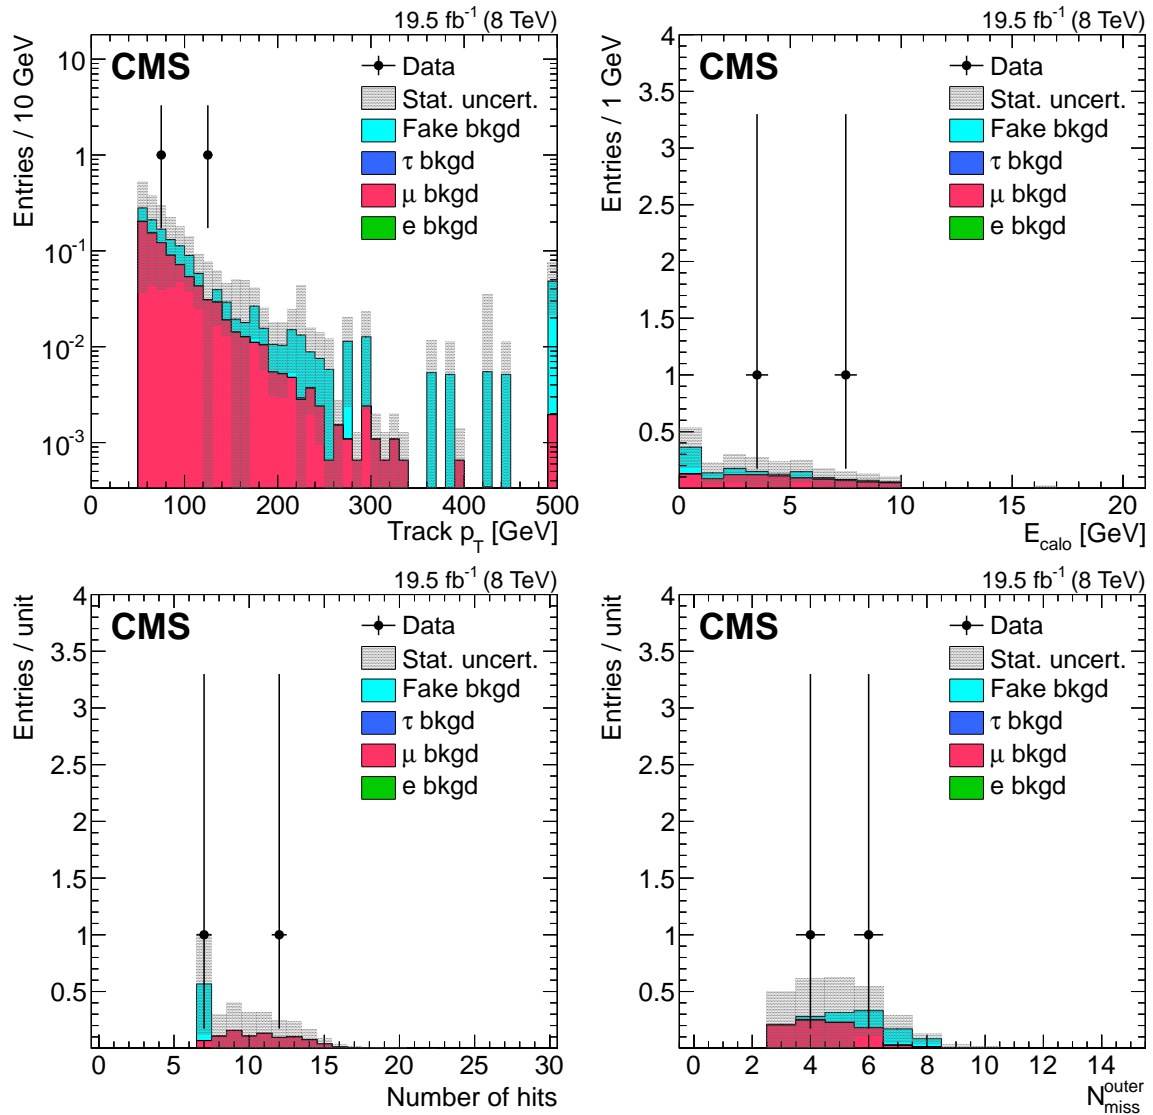 19.5 fb⁻¹ (8 TeV)
CMS
Entries / 10 GeV
10
1
10⁻¹
10⁻²
10⁻³
Data
Stat. uncert.
Fake bkgd
τ bkgd
μ bkgd
e bkgd
0 100 200 300 400 500
Track p_T [GeV]
19.5 fb⁻¹ (8 TeV)
CMS
Entries / 1 GeV
4
3.5
3
2.5
2
1.5
1
0.5
Data
Stat. uncert.
Fake bkgd
τ bkgd
μ bkgd
e bkgd
0 5 10 15 20
E_calo [GeV]
19.5 fb⁻¹ (8 TeV)
CMS
Entries / unit
4
3.5
3
2.5
2
1.5
1
0.5
Data
Stat. uncert.
Fake bkgd
τ bkgd
μ bkgd
e bkgd
0 5 10 15 20 25 30
Number of hits
19.5 fb⁻¹ (8 TeV)
CMS
Entries / unit
4
3.5
3
2.5
2
1.5
1
0.5
Data
Stat. uncert.
Fake bkgd
τ bkgd
μ bkgd
e bkgd
0 2 4 6 8 10 12 14
N_miss^outer